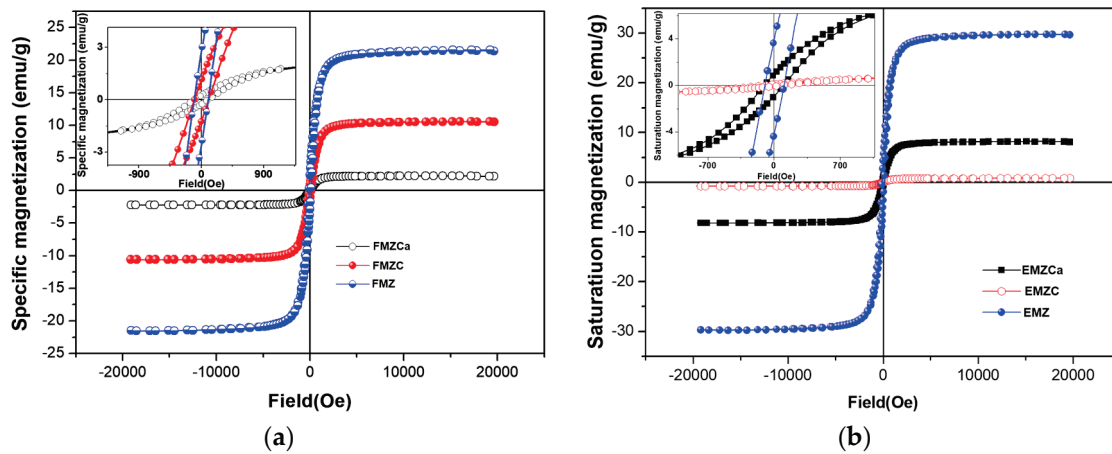 (a)
Specific magnetization (emu/g)
25
20
15
10
5
0
-5
-10
-15
-20
-25
-20000 -10000 0 10000 20000
Field(Oe)
Specific magnetization (emu/g)
3
0
-3
-900 0 900
Field(Oe)
FMZCa
FMZC
FMZ
(a)
(b)
Saturatiuon magnetization (emu/g)
30
20
10
0
-10
-20
-30
-20000 -10000 0 10000 20000
Field(Oe)
Saturatiuon magnetization (emu/g)
4
0
-4
-700 0 700
Field(Oe)
EMZCa
EMZC
EMZ
(b)